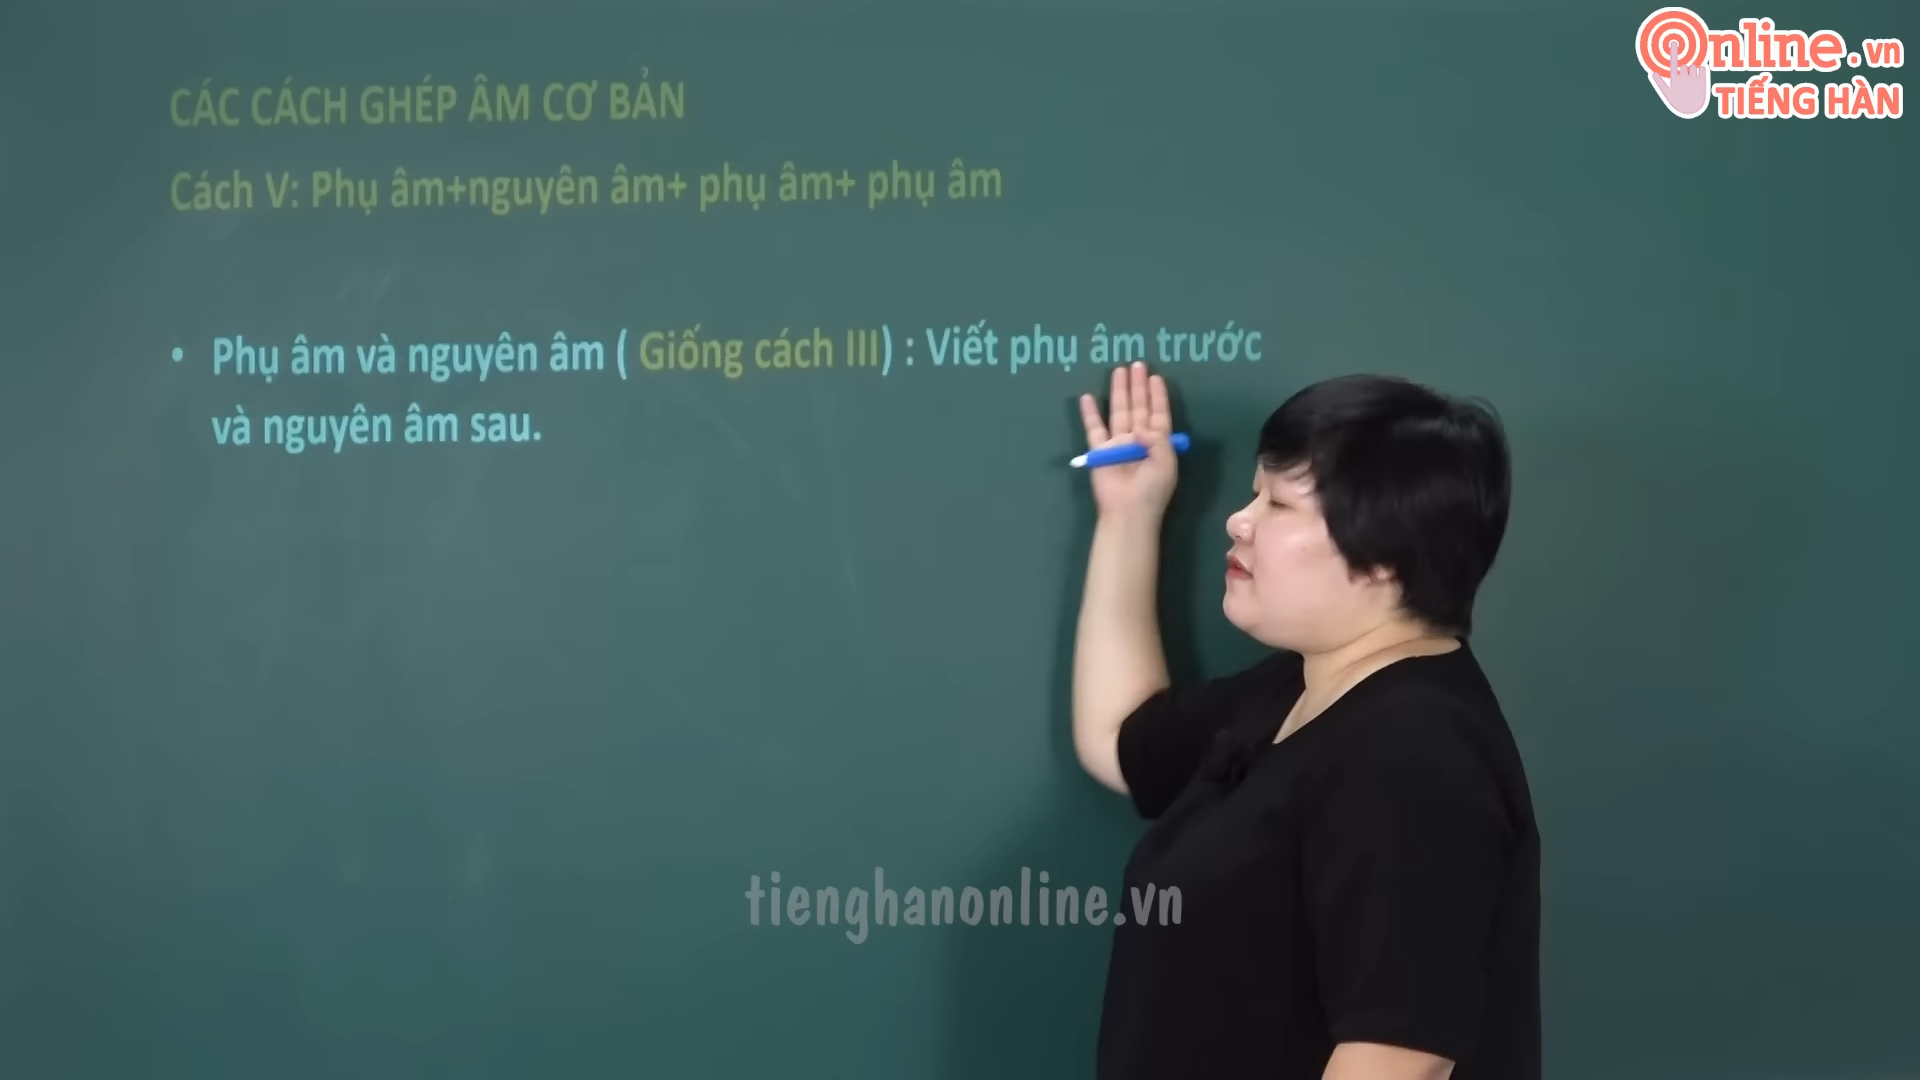 Online.vn
TIẾNG HÀN
CÁC CÁCH GHÉP ÂM CƠ BẢN
Cách V: Phụ âm+nguyên âm+ phụ âm+ phụ âm
• Phụ âm và nguyên âm ( Giống cách III) : Viết phụ âm trước
và nguyên âm sau.
tienghanonline.vn